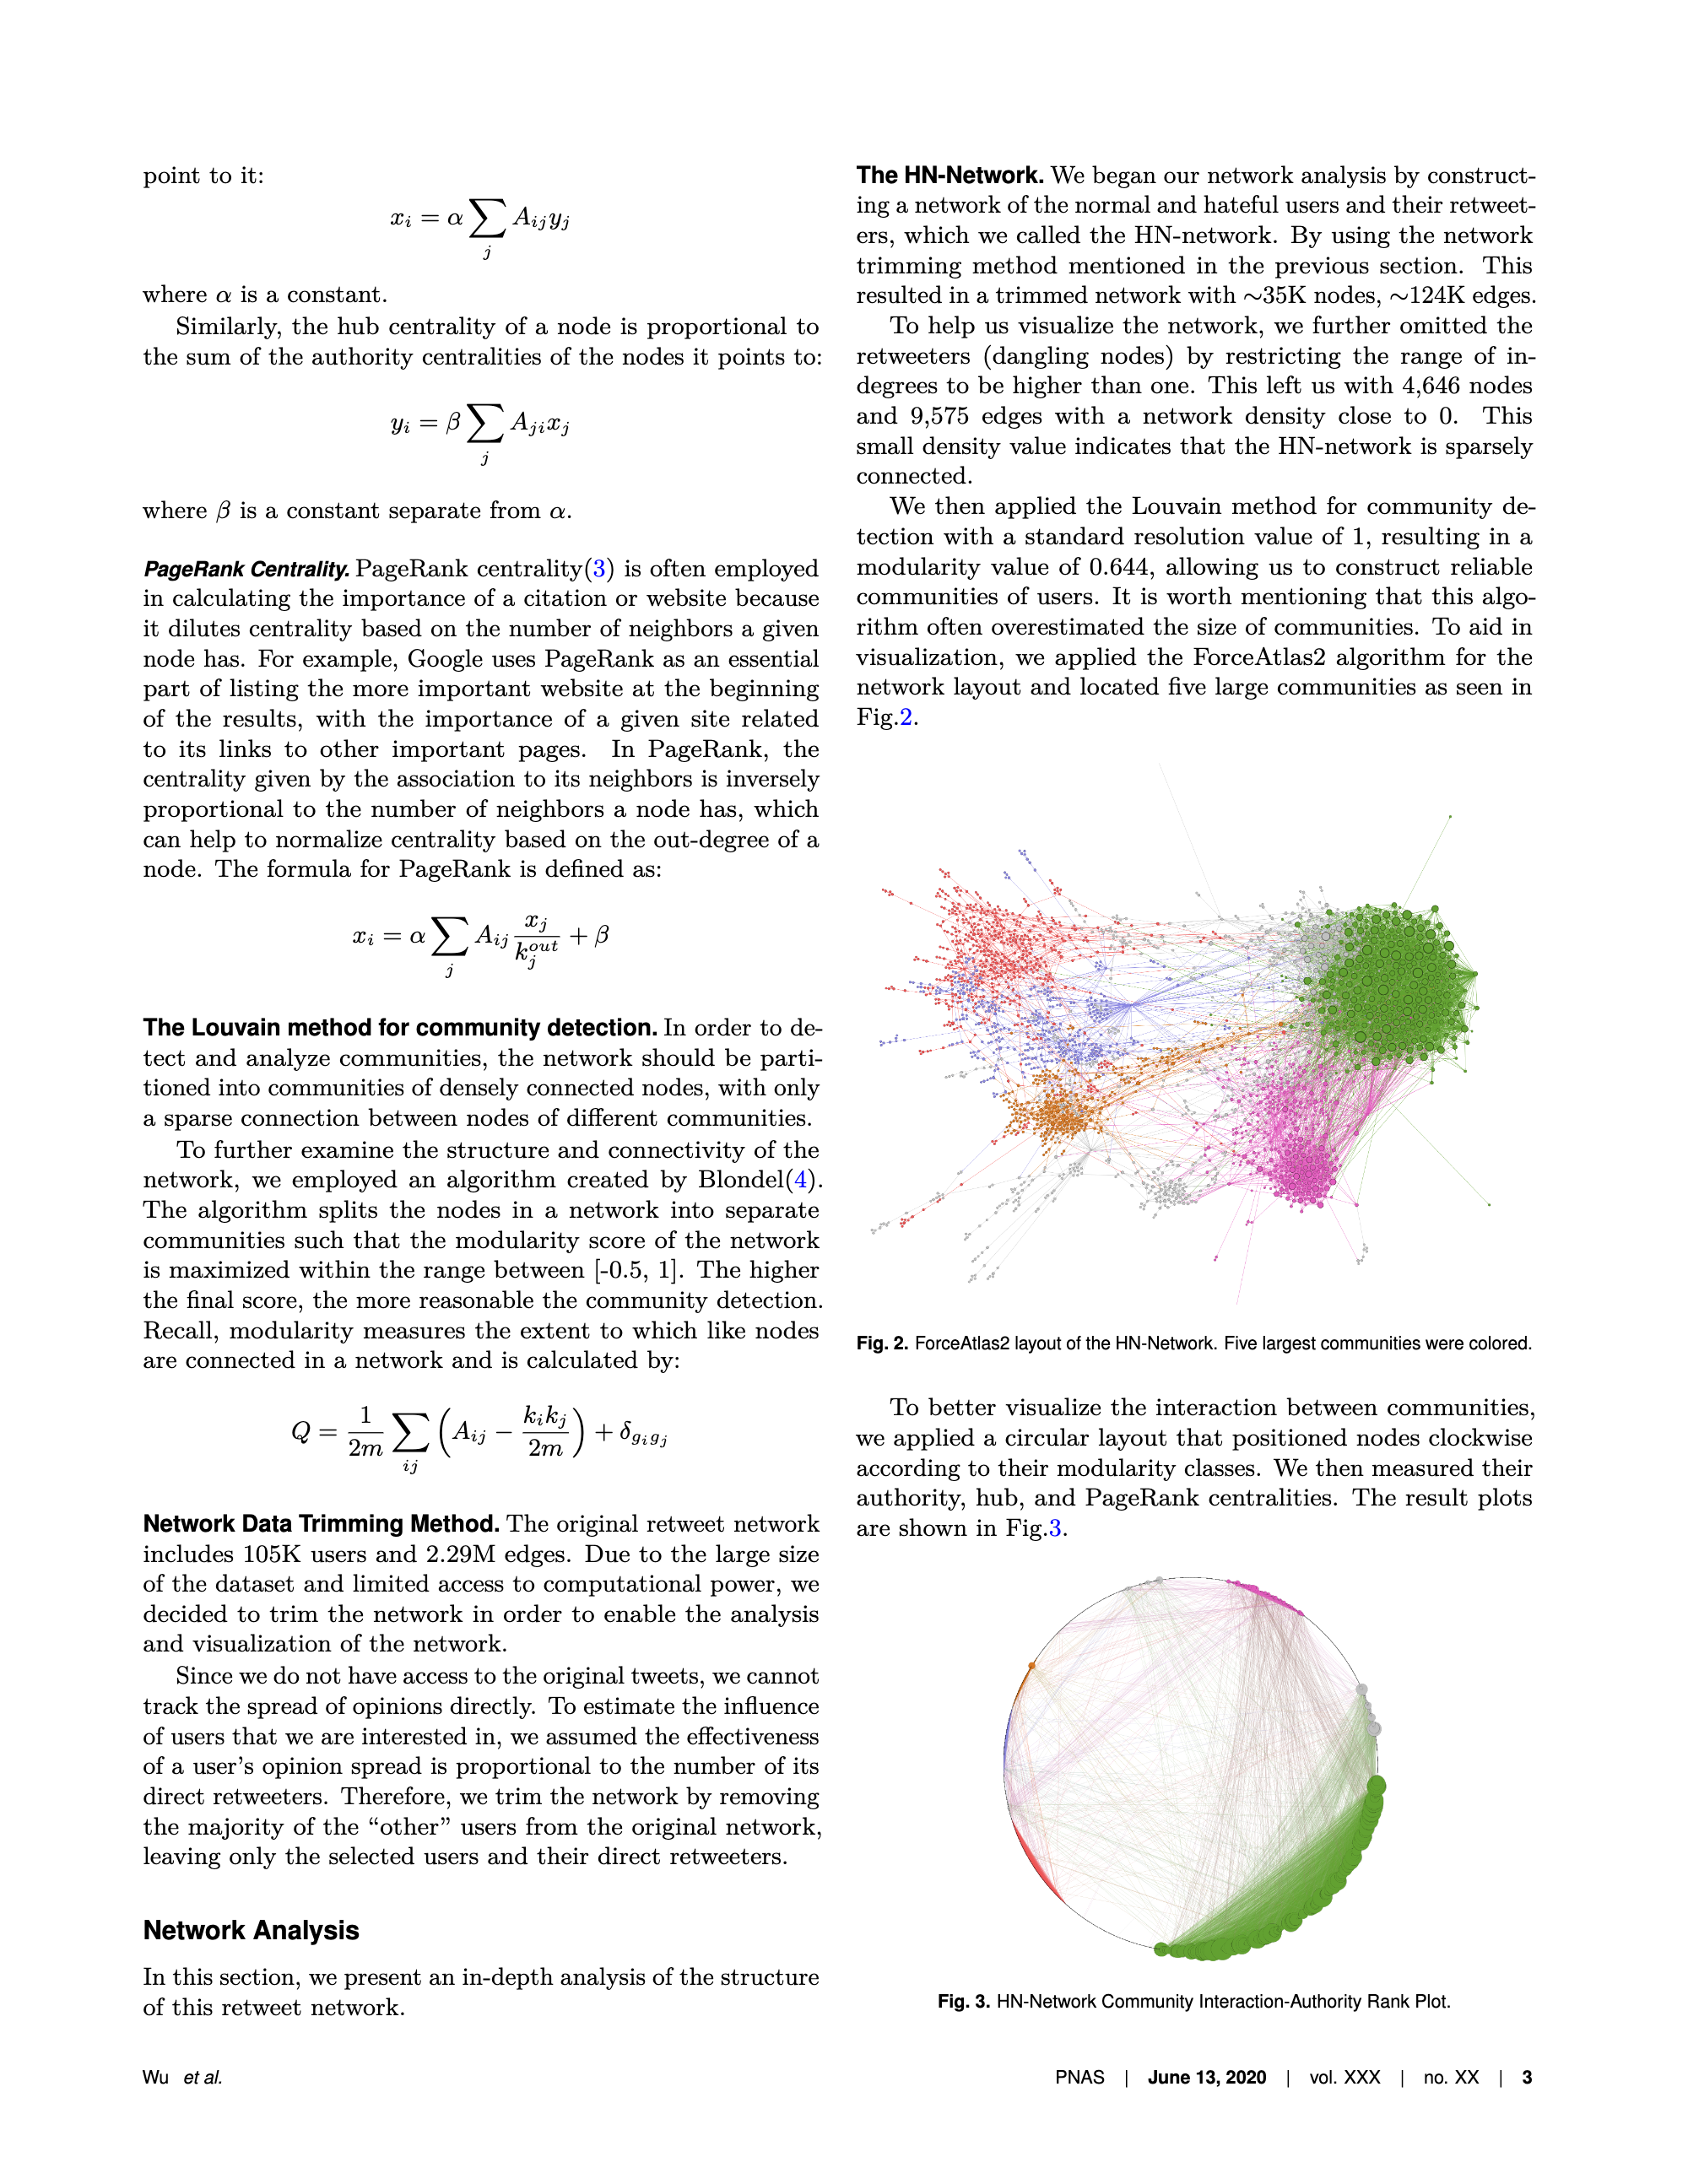 point to it:
x_i = α ∑_j A_{ij} y_j
where α is a constant.
Similarly, the hub centrality of a node is proportional to
the sum of the authority centralities of the nodes it points to:
y_i = β ∑_j A_{ji} x_j
where β is a constant separate from α.
PageRank Centrality. PageRank centrality(3) is often employed
in calculating the importance of a citation or website because
it dilutes centrality based on the number of neighbors a given
node has. For example, Google uses PageRank as an essential
part of listing the more important website at the beginning
of the results, with the importance of a given site related
to its links to other important pages. In PageRank, the
centrality given by the association to its neighbors is inversely
proportional to the number of neighbors a node has, which
can help to normalize centrality based on the out-degree of a
node. The formula for PageRank is defined as:
x_i = α ∑_j A_{ij} x_j / k_j^{out} + β
The Louvain method for community detection. In order to de-
tect and analyze communities, the network should be parti-
tioned into communities of densely connected nodes, with only
a sparse connection between nodes of different communities.
To further examine the structure and connectivity of the
network, we employed an algorithm created by Blondel(4).
The algorithm splits the nodes in a network into separate
communities such that the modularity score of the network
is maximized within the range between [-0.5, 1]. The higher
the final score, the more reasonable the community detection.
Recall, modularity measures the extent to which like nodes
are connected in a network and is calculated by:
Q = 1/2m ∑_{ij} (A_{ij} − k_i k_j / 2m) + δ_{g_i g_j}
Network Data Trimming Method. The original retweet network
includes 105K users and 2.29M edges. Due to the large size
of the dataset and limited access to computational power, we
decided to trim the network in order to enable the analysis
and visualization of the network.
Since we do not have access to the original tweets, we cannot
track the spread of opinions directly. To estimate the influence
of users that we are interested in, we assumed the effectiveness
of a user's opinion spread is proportional to the number of its
direct retweeters. Therefore, we trim the network by removing
the majority of the “other” users from the original network,
leaving only the selected users and their direct retweeters.
Network Analysis
In this section, we present an in-depth analysis of the structure
of this retweet network.
The HN-Network. We began our network analysis by construct-
ing a network of the normal and hateful users and their retweet-
ers, which we called the HN-network. By using the network
trimming method mentioned in the previous section. This
resulted in a trimmed network with ~35K nodes, ~124K edges.
To help us visualize the network, we further omitted the
retweeters (dangling nodes) by restricting the range of in-
degrees to be higher than one. This left us with 4,646 nodes
and 9,575 edges with a network density close to 0. This
small density value indicates that the HN-network is sparsely
connected.
We then applied the Louvain method for community de-
tection with a standard resolution value of 1, resulting in a
modularity value of 0.644, allowing us to construct reliable
communities of users. It is worth mentioning that this algo-
rithm often overestimated the size of communities. To aid in
visualization, we applied the ForceAtlas2 algorithm for the
network layout and located five large communities as seen in
Fig.2.
Fig. 2. ForceAtlas2 layout of the HN-Network. Five largest communities were colored.
To better visualize the interaction between communities,
we applied a circular layout that positioned nodes clockwise
according to their modularity classes. We then measured their
authority, hub, and PageRank centralities. The result plots
are shown in Fig.3.
Fig. 3. HN-Network Community Interaction-Authority Rank Plot.
Wu et al.
PNAS | June 13, 2020 | vol. XXX | no. XX | 3